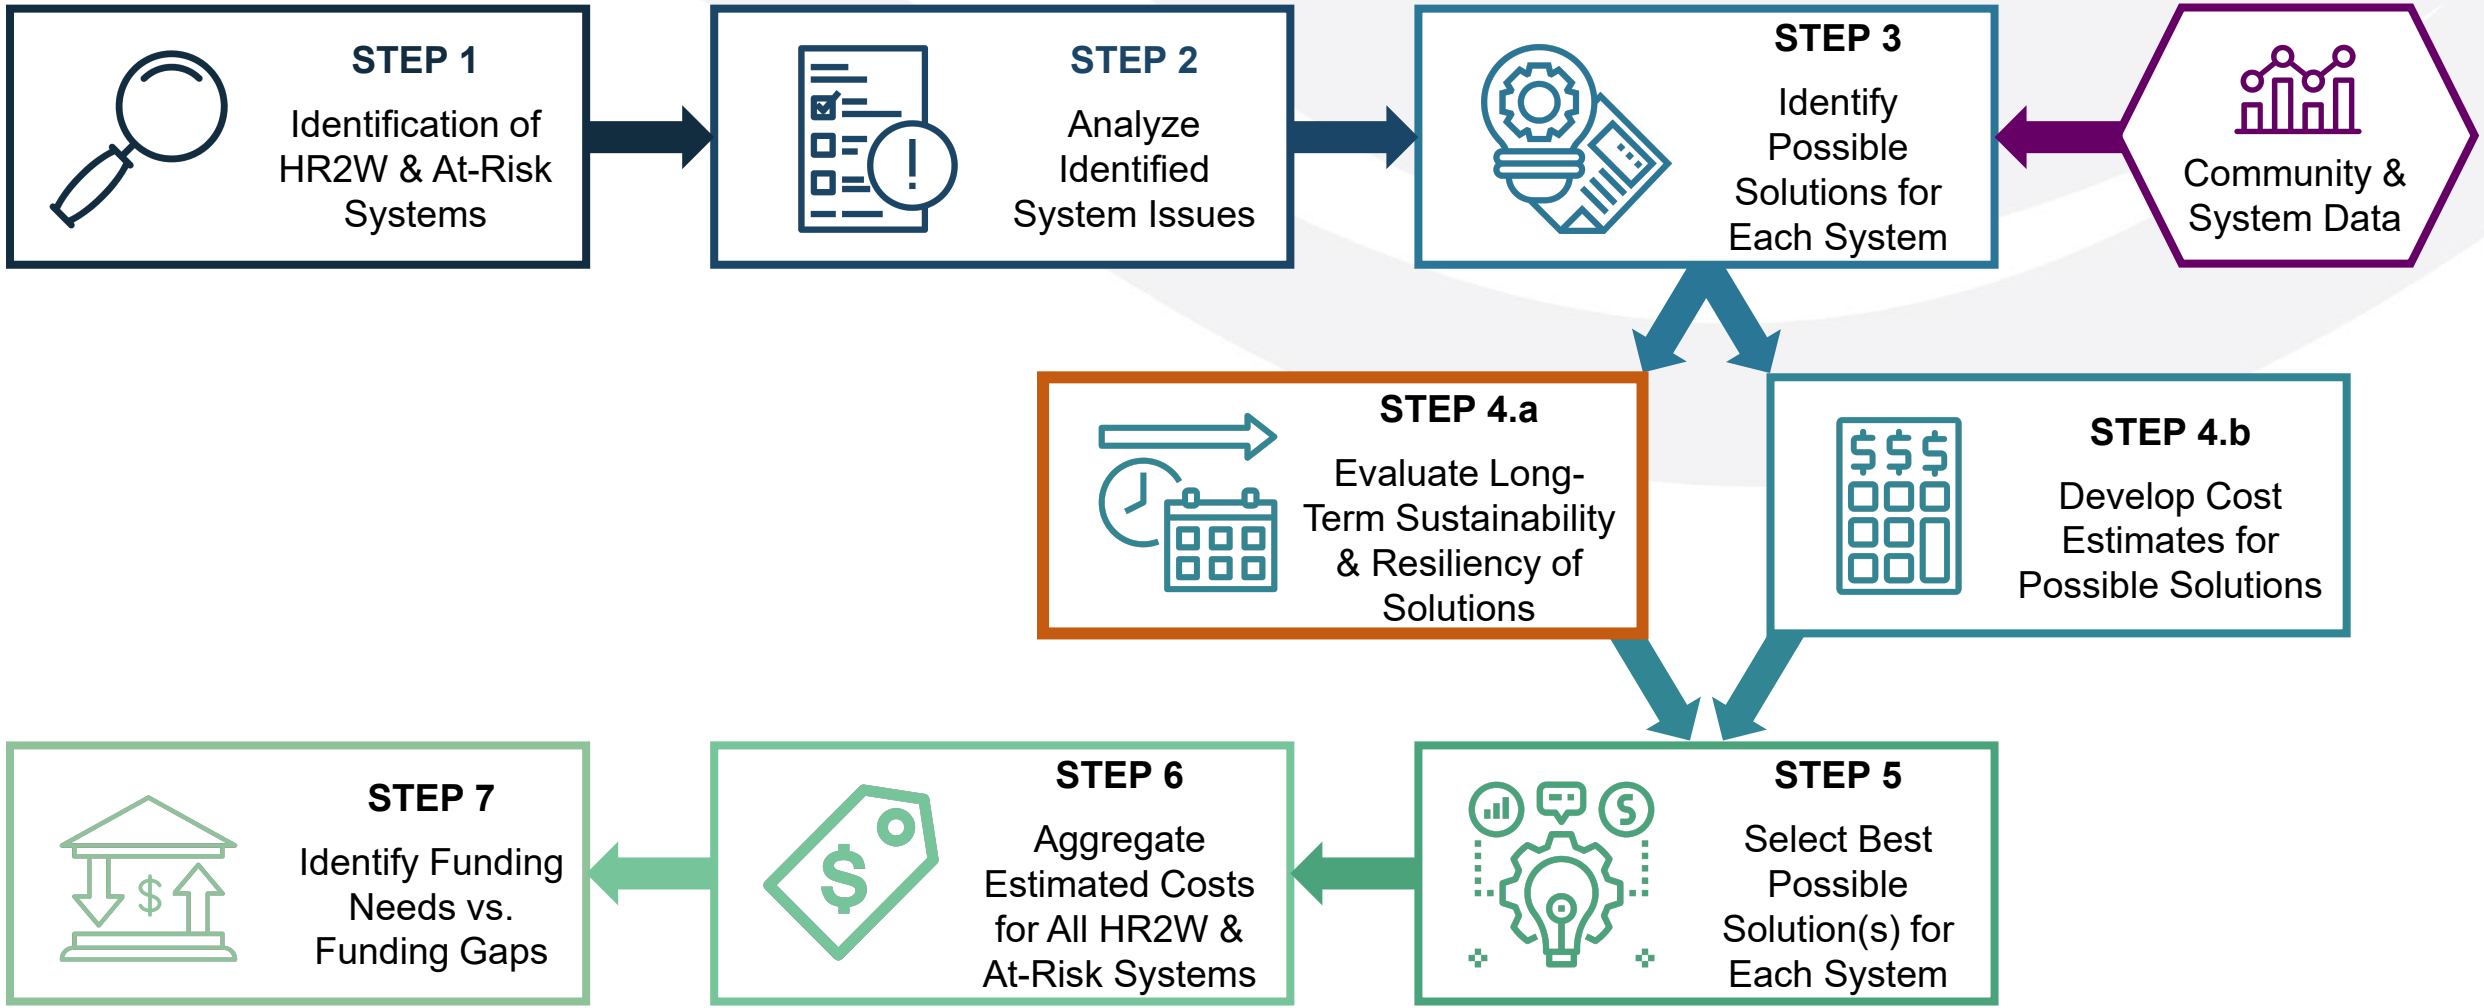 STEP 1
Identification of
HR2W & At-Risk
Systems
STEP 2
Analyze
Identified
System Issues
STEP 3
Identify
Possible
Solutions for
Each System
Community &
System Data
STEP 4.a
Evaluate Long-
Term Sustainability
& Resiliency of
Solutions
$$$
STEP 4.b
Develop Cost
Estimates for
Possible Solutions
STEP 5
Select Best
Possible
Solution(s) for
Each System
$
STEP 6
Aggregate
Estimated Costs
for All HR2W &
At-Risk Systems
$
STEP 7
Identify Funding
Needs vs.
Funding Gaps